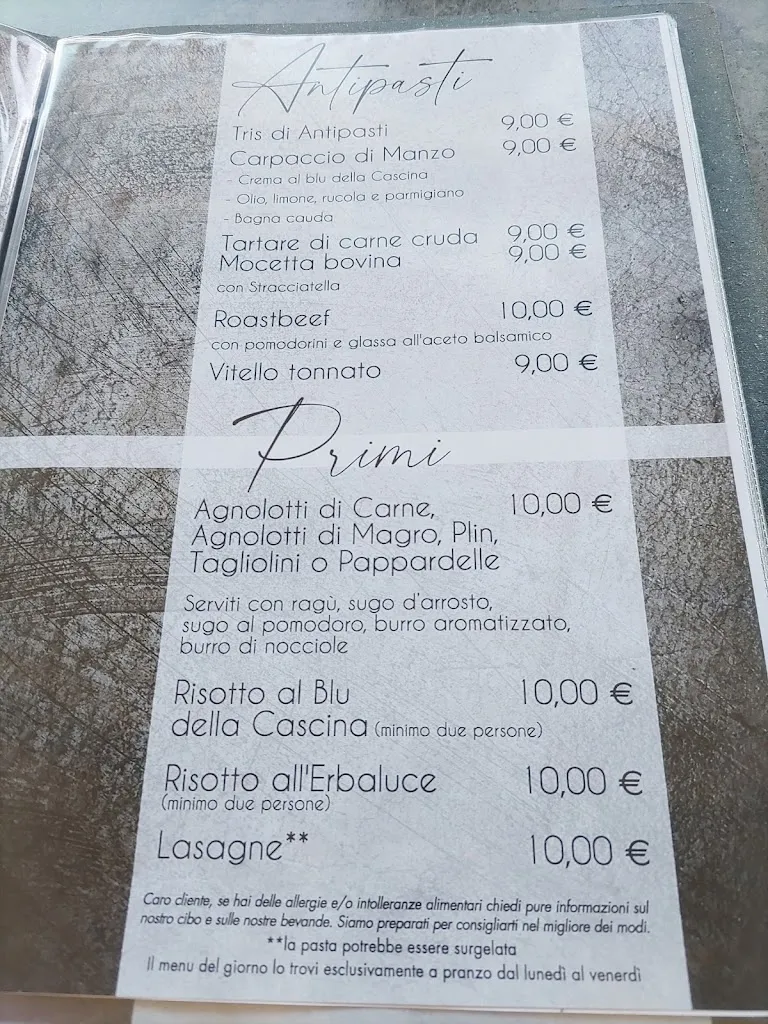 Antipasti
Tris di Antipasti 9,00 €
Carpaccio di Manzo 9,00 €
- Crema al blu della Cascina
- Olio, limone, rucola e parmigiano
- Bagna cauda
Tartare di carne cruda 9,00 €
Mocetta bovina 9,00 €
con Stracciatella
Roastbeef 10,00 €
con pomodorini e glassa all'aceto balsamico
Vitello tonnato 9,00 €
Primi
Agnolotti di Carne, 10,00 €
Agnolotti di Magro, Plin,
Tagliolini o Pappardelle
Serviti con ragù, sugo d'arrosto,
sugo al pomodoro, burro aromatizzato,
burro di nocciole
Risotto al Blu 10,00 €
della Cascina (minimo due persone)
Risotto all'Erbaluce 10,00 €
(minimo due persone)
Lasagne** 10,00 €
Caro cliente, se hai delle allergie e/o intolleranze alimentari chiedi pure informazioni sul
nostro cibo e sulle nostre bevande. Siamo preparati per consigliarti nel migliore dei modi.
**la pasta potrebbe essere surgelata
Il menu del giorno lo trovi esclusivamente a pranzo dal lunedì al venerdì